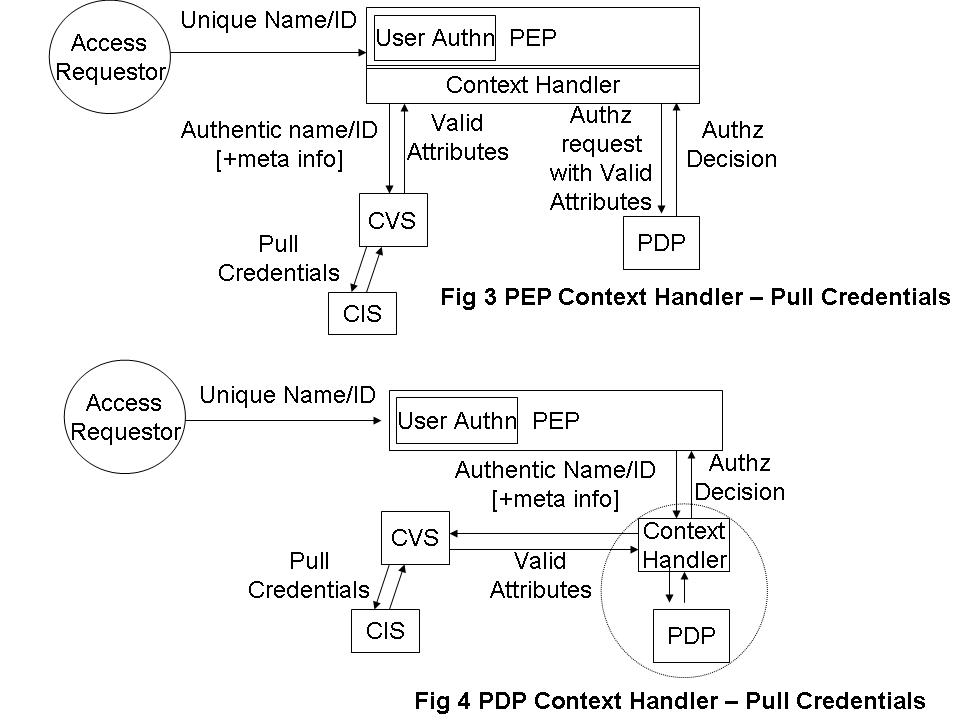 Unique Name/ID
Access
Requestor
User Authn PEP
Context Handler
Authentic name/ID
[+meta info]
Valid
Attributes
Authz
request
with Valid
Attributes
Authz
Decision
CVS
PDP
Pull
Credentials
CIS
Fig 3 PEP Context Handler – Pull Credentials
Access
Requestor
Unique Name/ID
User Authn PEP
Authentic Name/ID
[+meta info]
Authz
Decision
CVS
Context
Handler
Pull
Credentials
Valid
Attributes
CIS
PDP
Fig 4 PDP Context Handler – Pull Credentials